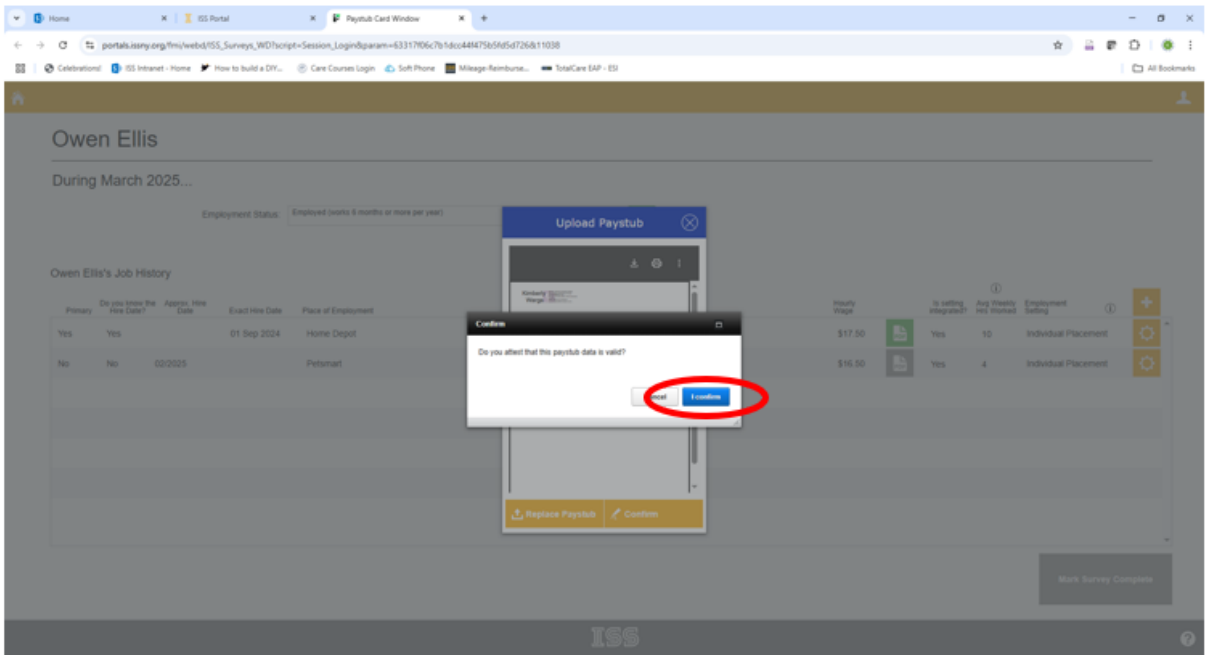 Home
ISS Portal
Paystub Card Window
portals.issny.org/fmi/webd/ISS_Surveys_WD?script=Session_Login&param=
Celebrations!
ISS Intranet - Home
How to build a DIY...
Care Courses Login
Soft Phone
Mileage-Reimburse...
TotalCare EAP - ESI
All Bookmarks
Owen Ellis
During March 2025...
Employment Status:
Employed (works 6 months or more per year)
Upload Paystub
Owen Ellis's Job History
Primary
Do you know the Hire Date?
Approx. Hire Date
Exact Hire Date
Place of Employment
Hourly Wage
Is setting integrated?
Avg Weekly Hrs Worked
Employment Setting
Yes Yes 01 Sep 2024 Home Depot $17.50 Yes 10 Individual Placement
No No 02/2025 Petsmart $16.50 Yes 4 Individual Placement
Confirm
Do you attest that this paystub data is valid?
Cancel
I confirm
Replace Paystub
Confirm
Mark Survey Complete
ISS